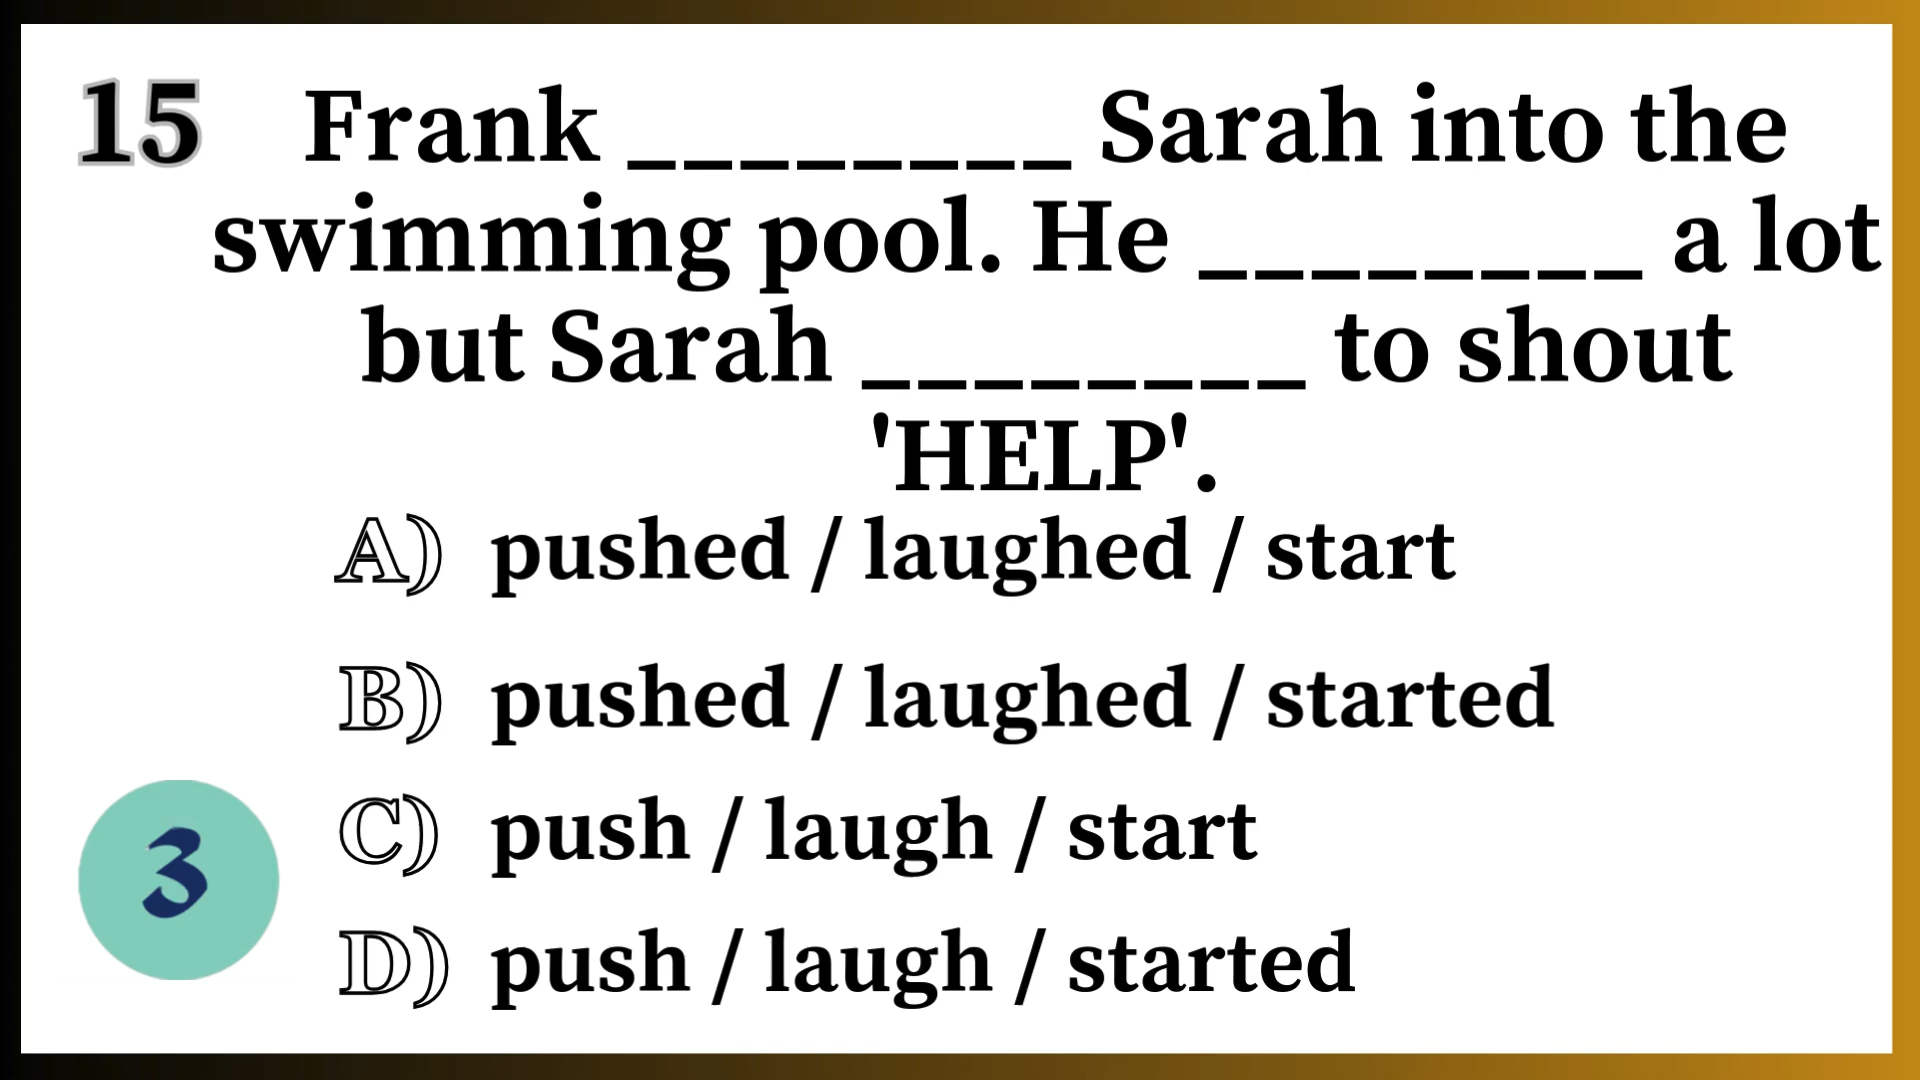 15 Frank ________ Sarah into the
swimming pool. He ________ a lot
but Sarah ________ to shout
'HELP'.
A) pushed / laughed / start
B) pushed / laughed / started
C) push / laugh / start
D) push / laugh / started
3